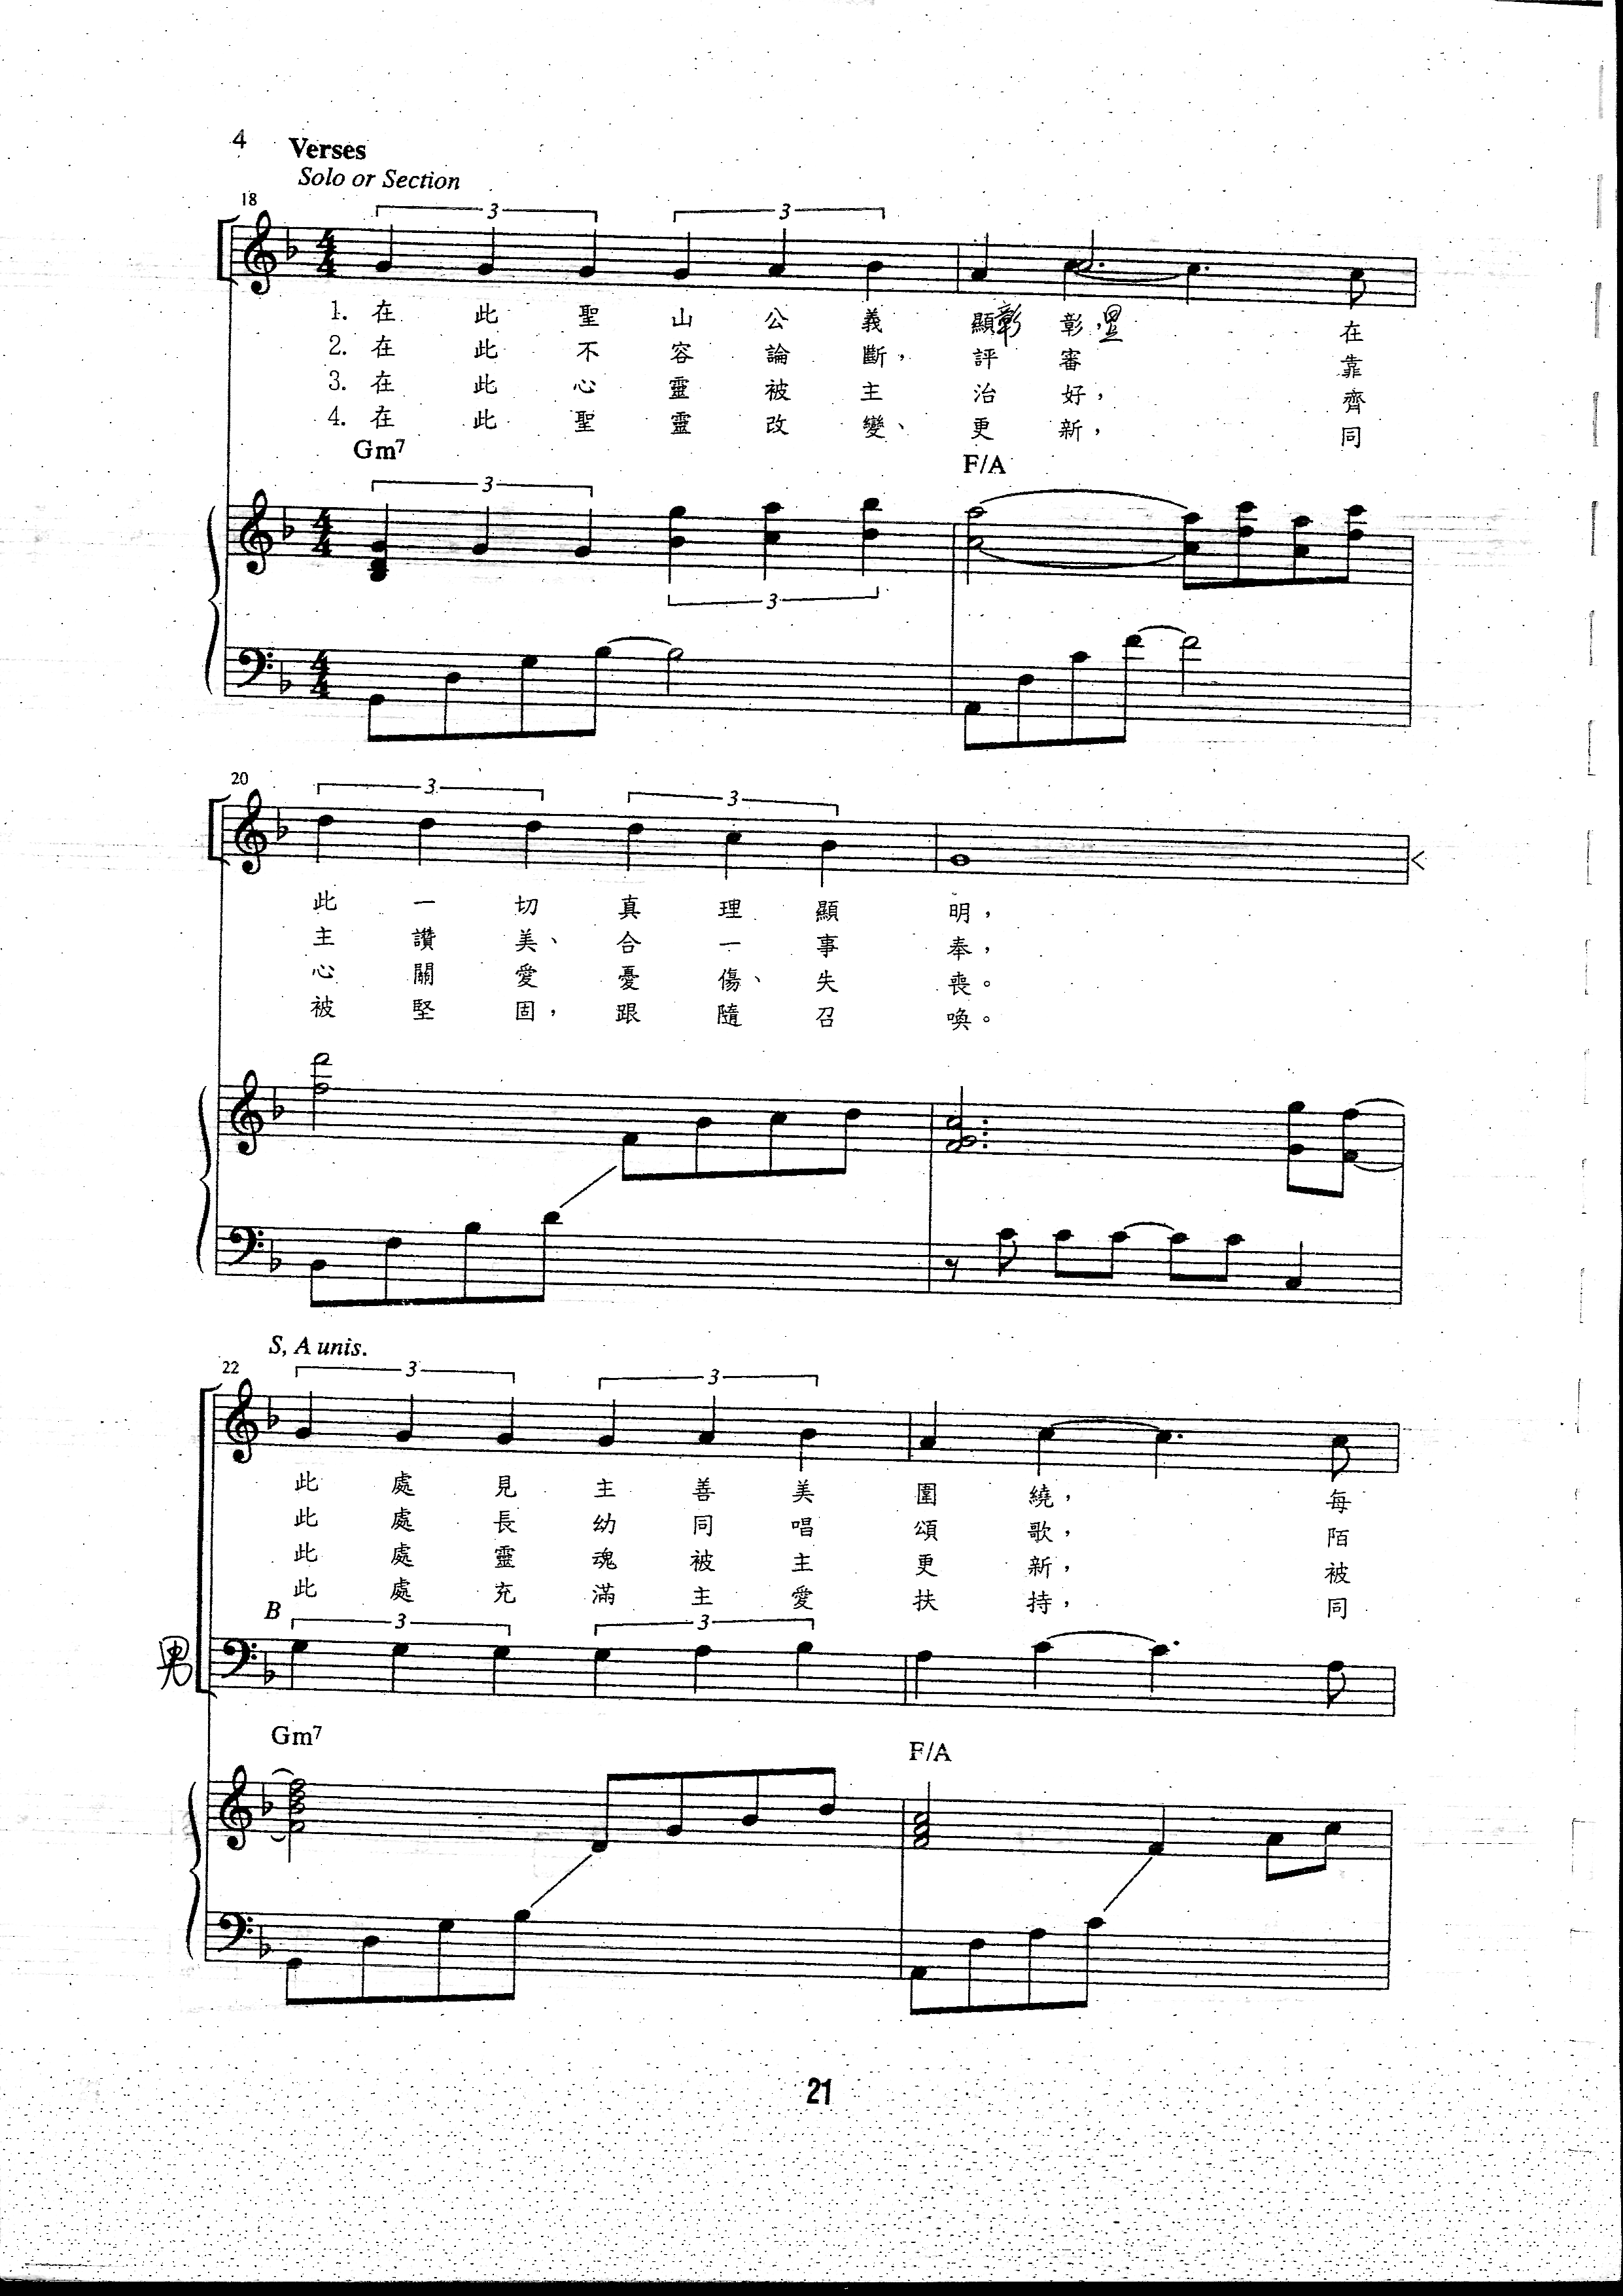 4
Verses
Solo or Section
18
3 3
1. 在 此 聖 山 公 義 顯彰 彰, 在
2. 在 此 不 容 論 斷, 評 審 靠
3. 在 此 心 靈 被 主 治 好, 齊
4. 在 此 聖 靈 改 變、 更 新, 同
Gm7 F/A
3
3
20
3 3
此 一 切 真 理 顯 明,
主 讚 美、 合 一 事 奉,
心 關 愛 憂 傷、 失 喪。
被 堅 固, 跟 隨 召 喚。
S, A unis.
22
3 3
此 處 見 主 善 美 圍 繞, 每
此 處 長 幼 同 唱 頌 歌, 陌
此 處 靈 魂 被 主 更 新, 被
此 處 充 滿 主 愛 扶 持, 同
B
3 3
男
Gm7 F/A
21